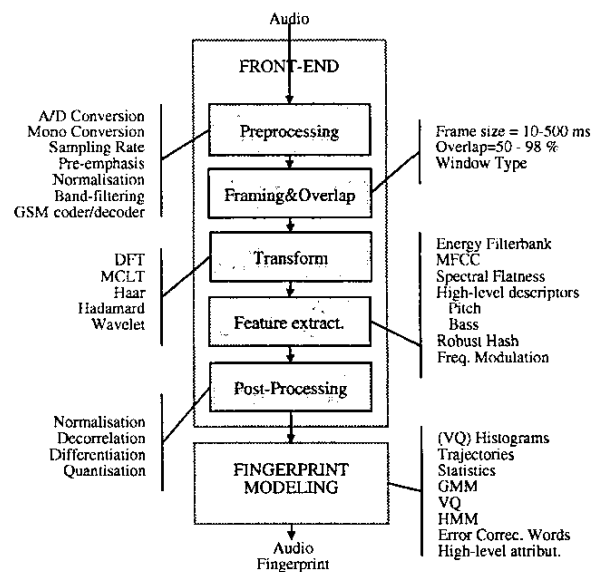 Audio
FRONT-END
A/D Conversion
Mono Conversion
Sampling Rate
Pre-emphasis
Normalisation
Band-filtering
GSM coder/decoder
Preprocessing
Frame size = 10-500 ms
Overlap=50 - 98 %
Window Type
Framing&Overlap
DFT
MCLT
Haar
Hadamard
Wavelet
Transform
Energy Filterbank
MFCC
Spectral Flatness
High-level descriptors
Pitch
Bass
Robust Hash
Freq. Modulation
Feature extract.
Post-Processing
Normalisation
Decorrelation
Differentiation
Quantisation
FINGERPRINT
MODELING
(VQ) Histograms
Trajectories
Statistics
GMM
VQ
HMM
Error Correc. Words
High-level attribut.
Audio
Fingerprint